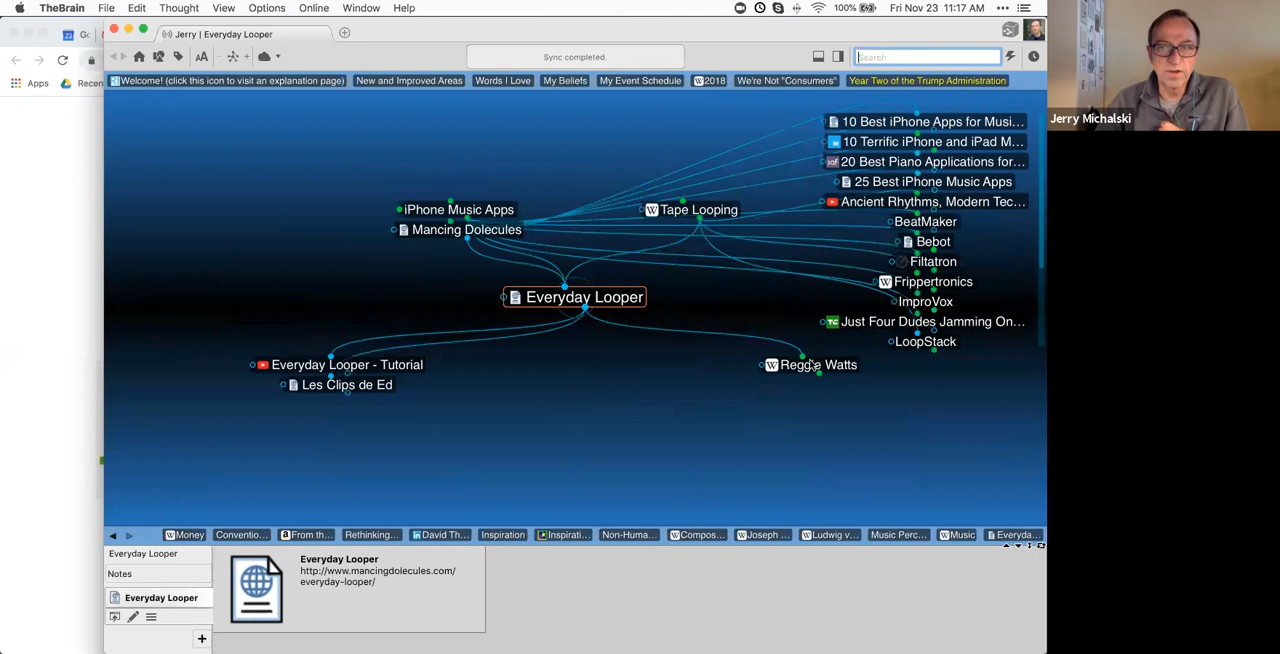 TheBrain File Edit Thought View Options Online Window Help 100% Fri Nov 23 11:17 AM
Jerry | Everyday Looper
Sync completed.
Search
Apps
Recen
Welcome! (click this icon to visit an explanation page) New and Improved Areas Words I Love My Beliefs My Event Schedule W 2018 We're Not "Consumers" Year Two of the Trump Administration
10 Best iPhone Apps for Musi...
10 Terrific iPhone and iPad M...
20 Best Piano Applications for...
25 Best iPhone Music Apps
Ancient Rhythms, Modern Tec...
BeatMaker
Bebot
Filtatron
W Frippertronics
ImprovVox
Just Four Dudes Jamming On...
LoopStack
iPhone Music Apps
Mancing Dolecules
W Tape Looping
Everyday Looper
Everyday Looper - Tutorial
Les Clips de Ed
W Reggie Watts
Jerry Michalski
W Money Conventio... From th... Rethinking... David Th... Inspiration Inspirati... Non-Huma... W Compos... W Joseph ... W Ludwig v... Music Perc... W Music Everyda...
Everyday Looper
Notes
Everyday Looper
Everyday Looper
http://www.mancingdolecules.com/
everyday-looper/